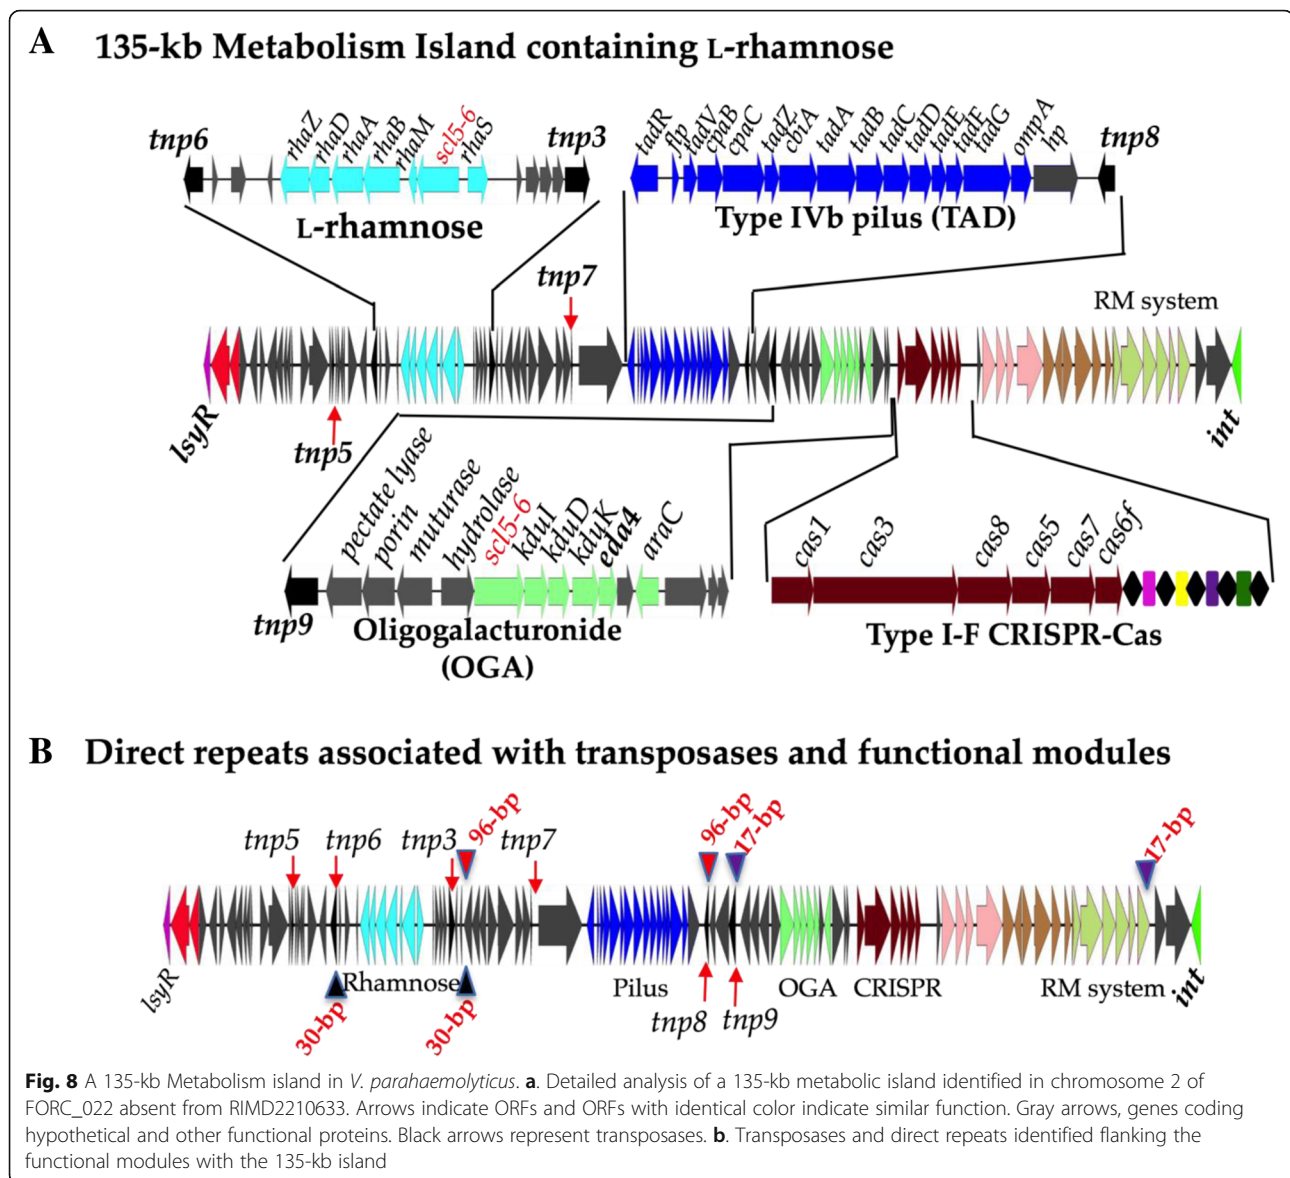 A 135-kb Metabolism Island containing L-rhamnose
tnp6 rhaZ rhaD rhaA rhaB rhaM scl5-6 rhaS tnp3 tadR flp tadV cpaB cpaC tadZ cbiA tadA tadB tadC tadD tadE tadF tadG ompA hp tnp8
L-rhamnose Type IVb pilus (TAD)
tnp7
RM system
lsyR tnp5 int
pectate lyase porin muturase hydrolase scl5-6 kduI kduD kduK eda4 araC cas1 cas3 cas8 cas5 cas7 cas6f
tnp9 Oligogalacturonide
(OGA)
Type I-F CRISPR-Cas
B Direct repeats associated with transposases and functional modules
tnp5 tnp6 tnp3 96-bp tnp7 96-bp 17-bp 17-bp
lsyR Rhamnose Pilus OGA CRISPR RM system int
30-bp 30-bp tnp8 tnp9
Fig. 8 A 135-kb Metabolism island in V. parahaemolyticus. a. Detailed analysis of a 135-kb metabolic island identified in chromosome 2 of
FORC_022 absent from RIMD2210633. Arrows indicate ORFs and ORFs with identical color indicate similar function. Gray arrows, genes coding
hypothetical and other functional proteins. Black arrows represent transposases. b. Transposases and direct repeats identified flanking the
functional modules with the 135-kb island